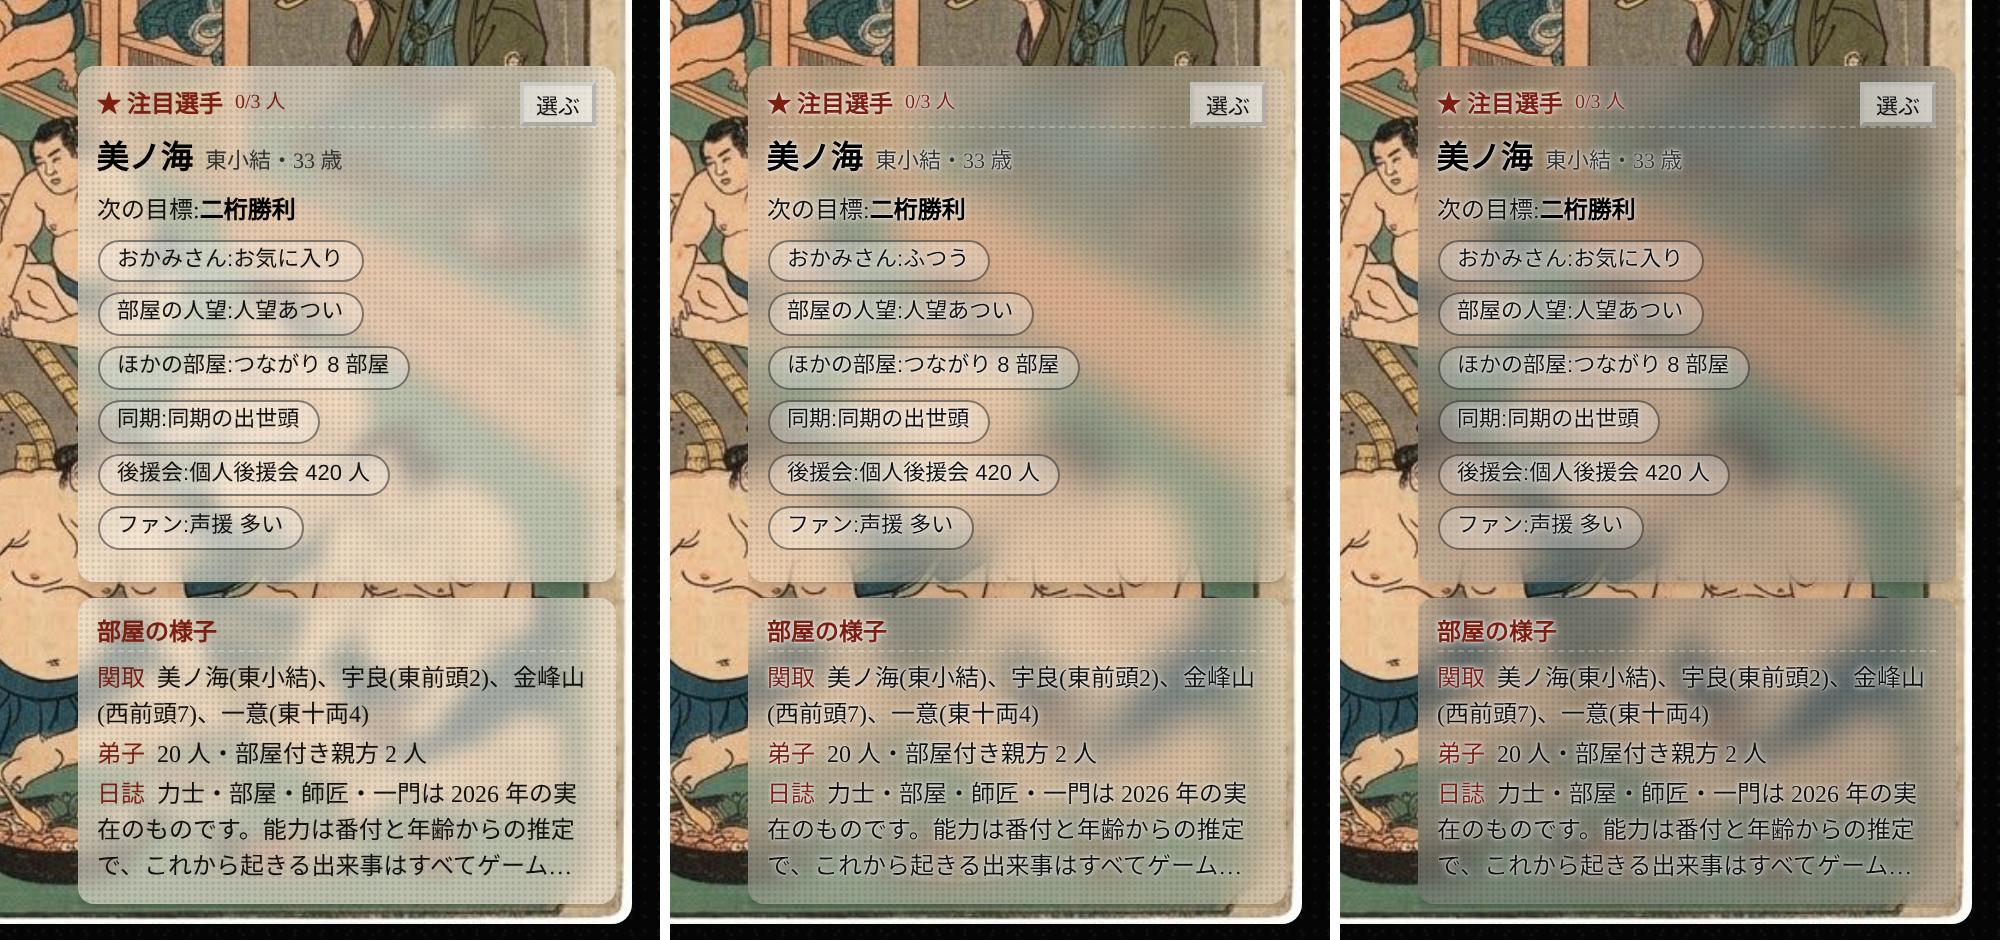 ★ 注目選手 0/3 人
選ぶ
美ノ海 東小結・33 歳
次の目標:二桁勝利
おかみさん:お気に入り
部屋の人望:人望あつい
ほかの部屋:つながり 8 部屋
同期:同期の出世頭
後援会:個人後援会 420 人
ファン:声援 多い
部屋の様子
関取 美ノ海(東小結)、宇良(東前頭2)、金峰山
(西前頭7)、一意(東十両4)
弟子 20 人・部屋付き親方 2 人
日誌 力士・部屋・師匠・一門は 2026 年の実
在のものです。能力は番付と年齢からの推定
で、これから起きる出来事はすべてゲーム…
★ 注目選手 0/3 人
選ぶ
美ノ海 東小結・33 歳
次の目標:二桁勝利
おかみさん:ふつう
部屋の人望:人望あつい
ほかの部屋:つながり 8 部屋
同期:同期の出世頭
後援会:個人後援会 420 人
ファン:声援 多い
部屋の様子
関取 美ノ海(東小結)、宇良(東前頭2)、金峰山
(西前頭7)、一意(東十両4)
弟子 20 人・部屋付き親方 2 人
日誌 力士・部屋・師匠・一門は 2026 年の実
在のものです。能力は番付と年齢からの推定
で、これから起きる出来事はすべてゲーム…
★ 注目選手 0/3 人
選ぶ
美ノ海 東小結・33 歳
次の目標:二桁勝利
おかみさん:お気に入り
部屋の人望:人望あつい
ほかの部屋:つながり 8 部屋
同期:同期の出世頭
後援会:個人後援会 420 人
ファン:声援 多い
部屋の様子
関取 美ノ海(東小結)、宇良(東前頭2)、金峰山
(西前頭7)、一意(東十両4)
弟子 20 人・部屋付き親方 2 人
日誌 力士・部屋・師匠・一門は 2026 年の実
在のものです。能力は番付と年齢からの推定
で、これから起きる出来事はすべてゲーム…